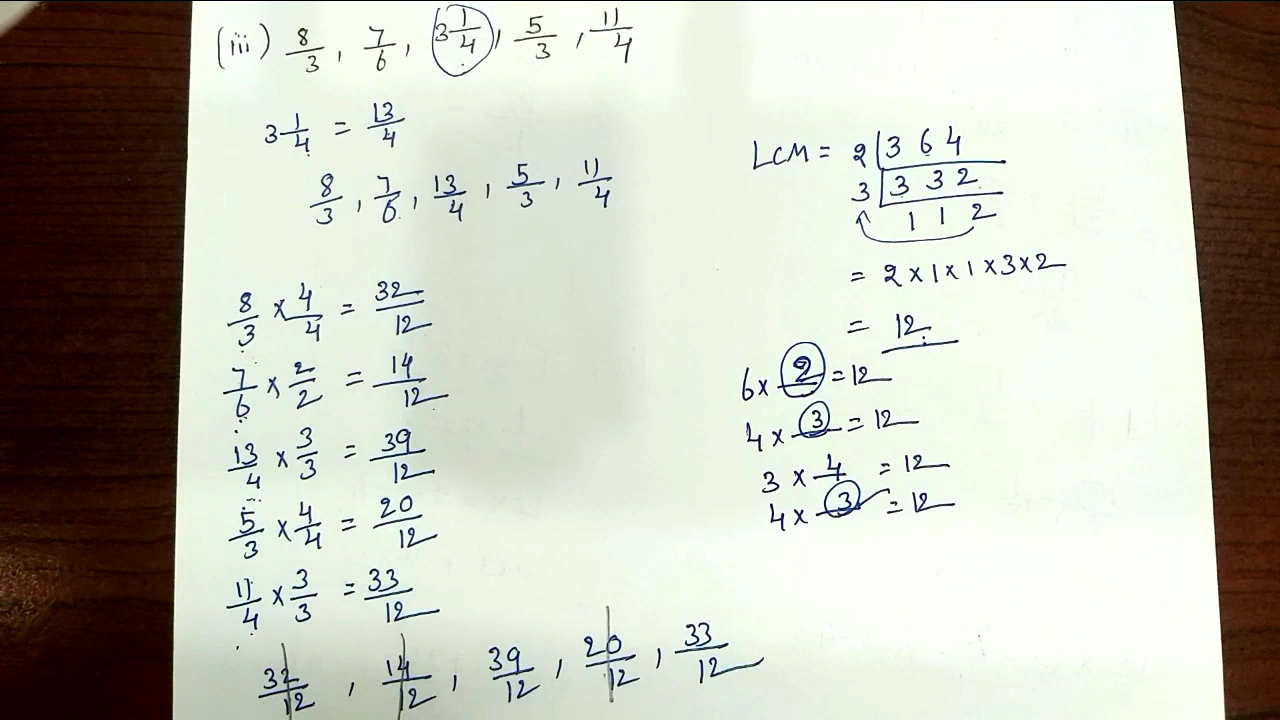 (iii) 8/3, 7/6, 3 1/4, 5/3, 11/4
3 1/4 = 13/4
8/3, 7/6, 13/4, 5/3, 11/4
8/3 × 4/4 = 32/12
7/6 × 2/2 = 14/12
13/4 × 3/3 = 39/12
5/3 × 4/4 = 20/12
11/4 × 3/3 = 33/12
32/12, 14/12, 39/12, 20/12, 33/12
LCM = 2 | 3 6 4
3 | 3 3 2
1 1 2
= 2 × 1 × 1 × 3 × 2
= 12
6 × 2 = 12
4 × 3 = 12
3 × 4 = 12
4 × 3 = 12